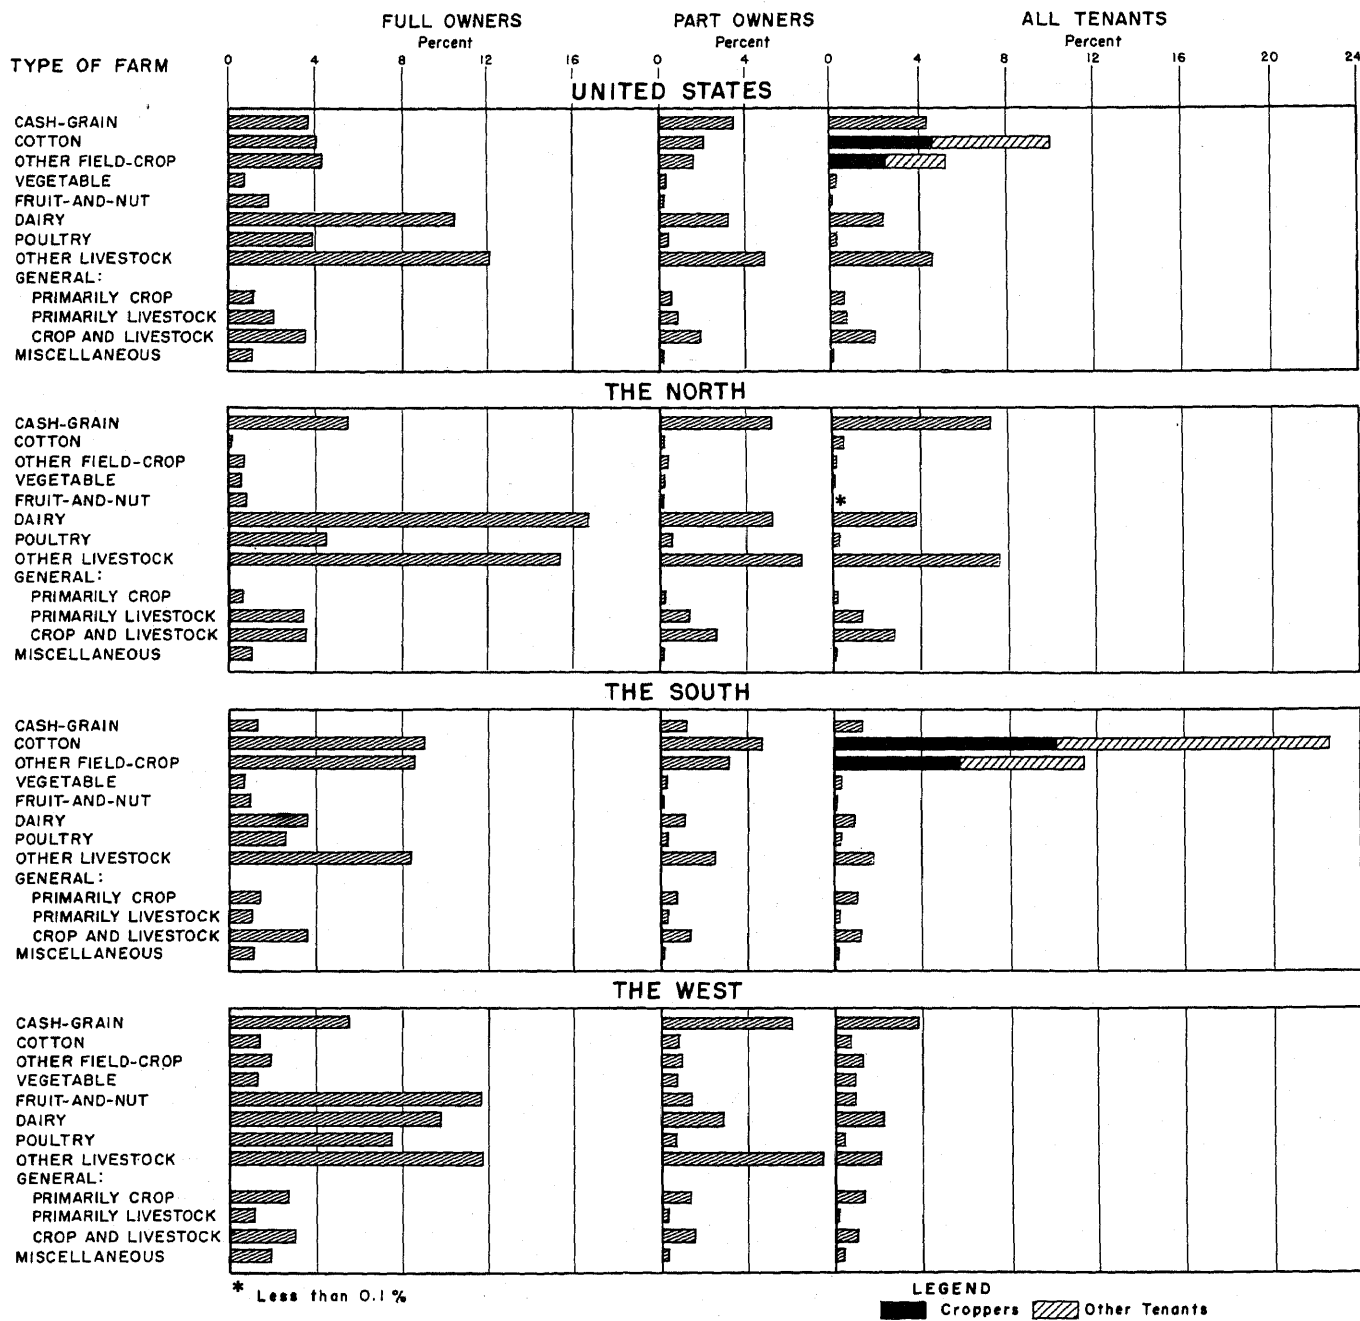 FULL OWNERS PART OWNERS ALL TENANTS
Percent Percent Percent
TYPE OF FARM 0 4 8 12 16 0 4 0 4 8 12 16 20 24
UNITED STATES
CASH-GRAIN
COTTON
OTHER FIELD-CROP
VEGETABLE
FRUIT-AND-NUT
DAIRY
POULTRY
OTHER LIVESTOCK
GENERAL:
PRIMARILY CROP
PRIMARILY LIVESTOCK
CROP AND LIVESTOCK
MISCELLANEOUS
THE NORTH
CASH-GRAIN
COTTON
OTHER FIELD-CROP
VEGETABLE
FRUIT-AND-NUT *
DAIRY
POULTRY
OTHER LIVESTOCK
GENERAL:
PRIMARILY CROP
PRIMARILY LIVESTOCK
CROP AND LIVESTOCK
MISCELLANEOUS
THE SOUTH
CASH-GRAIN
COTTON
OTHER FIELD-CROP
VEGETABLE
FRUIT-AND-NUT
DAIRY
POULTRY
OTHER LIVESTOCK
GENERAL:
PRIMARILY CROP
PRIMARILY LIVESTOCK
CROP AND LIVESTOCK
MISCELLANEOUS
THE WEST
CASH-GRAIN
COTTON
OTHER FIELD-CROP
VEGETABLE
FRUIT-AND-NUT
DAIRY
POULTRY
OTHER LIVESTOCK
GENERAL:
PRIMARILY CROP
PRIMARILY LIVESTOCK
CROP AND LIVESTOCK
MISCELLANEOUS
* Less than 0.1 %
LEGEND
Croppers Other Tenants